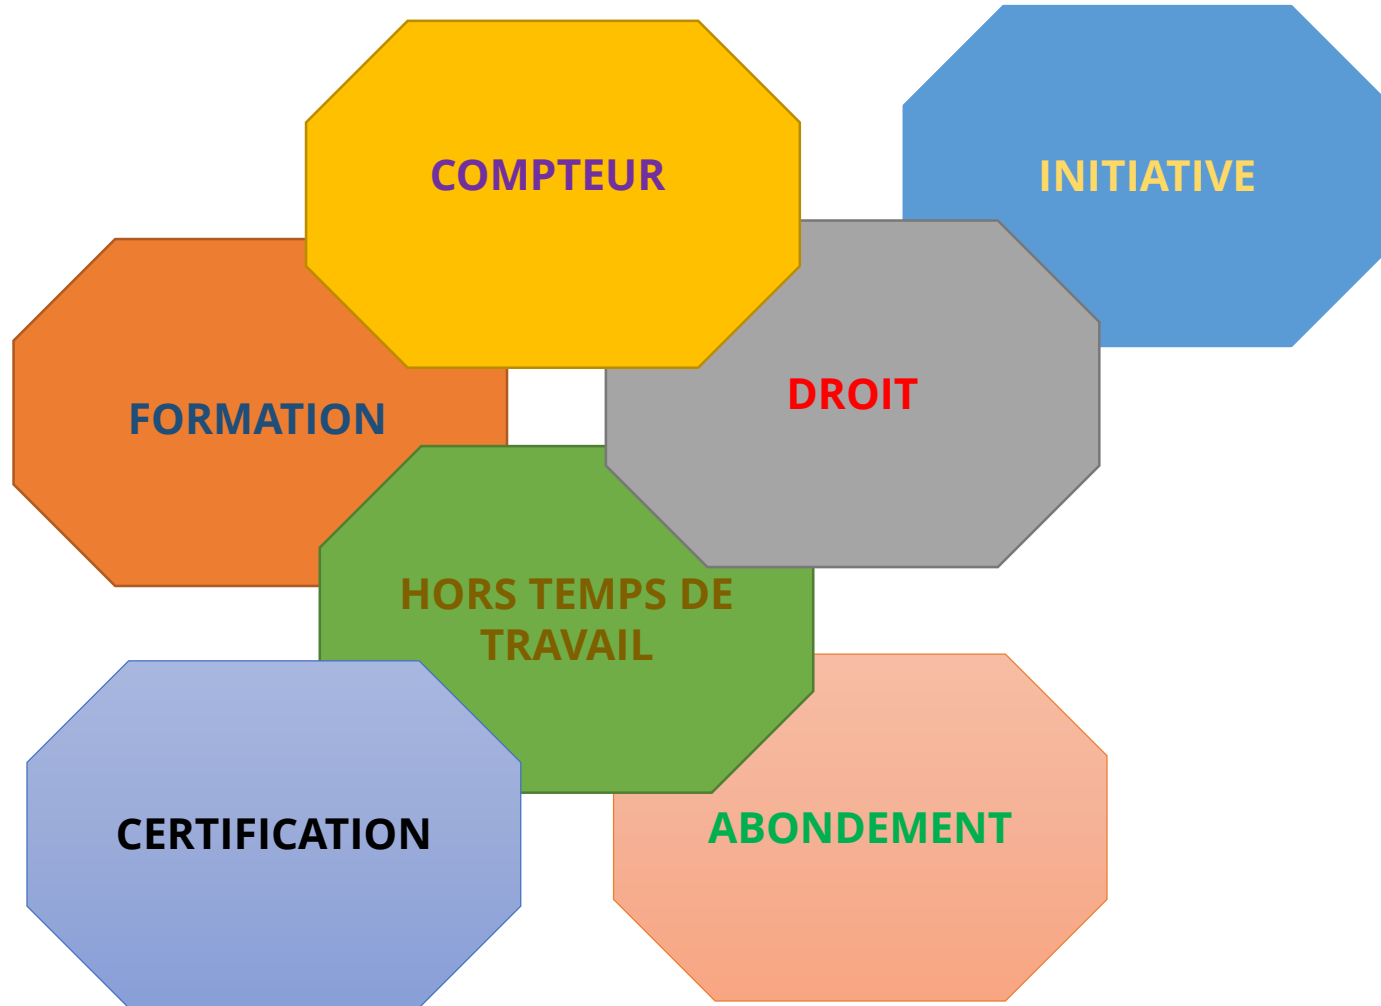 COMPTEUR
INITIATIVE
FORMATION
DROIT
HORS TEMPS DE
TRAVAIL
CERTIFICATION
ABONDEMENT